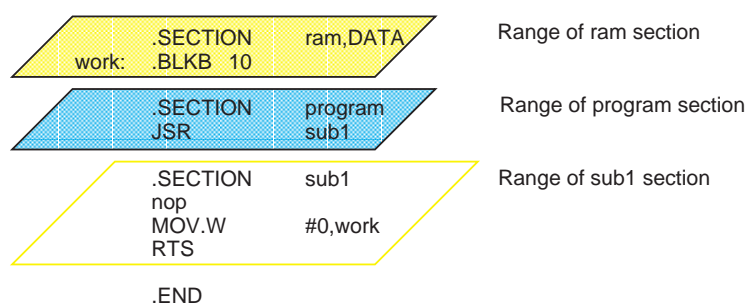 .SECTION ram,DATA Range of ram section
work: .BLKB 10
.SECTION program Range of program section
JSR sub1
.SECTION sub1 Range of sub1 section
nop
MOV.W #0,work
RTS
.END